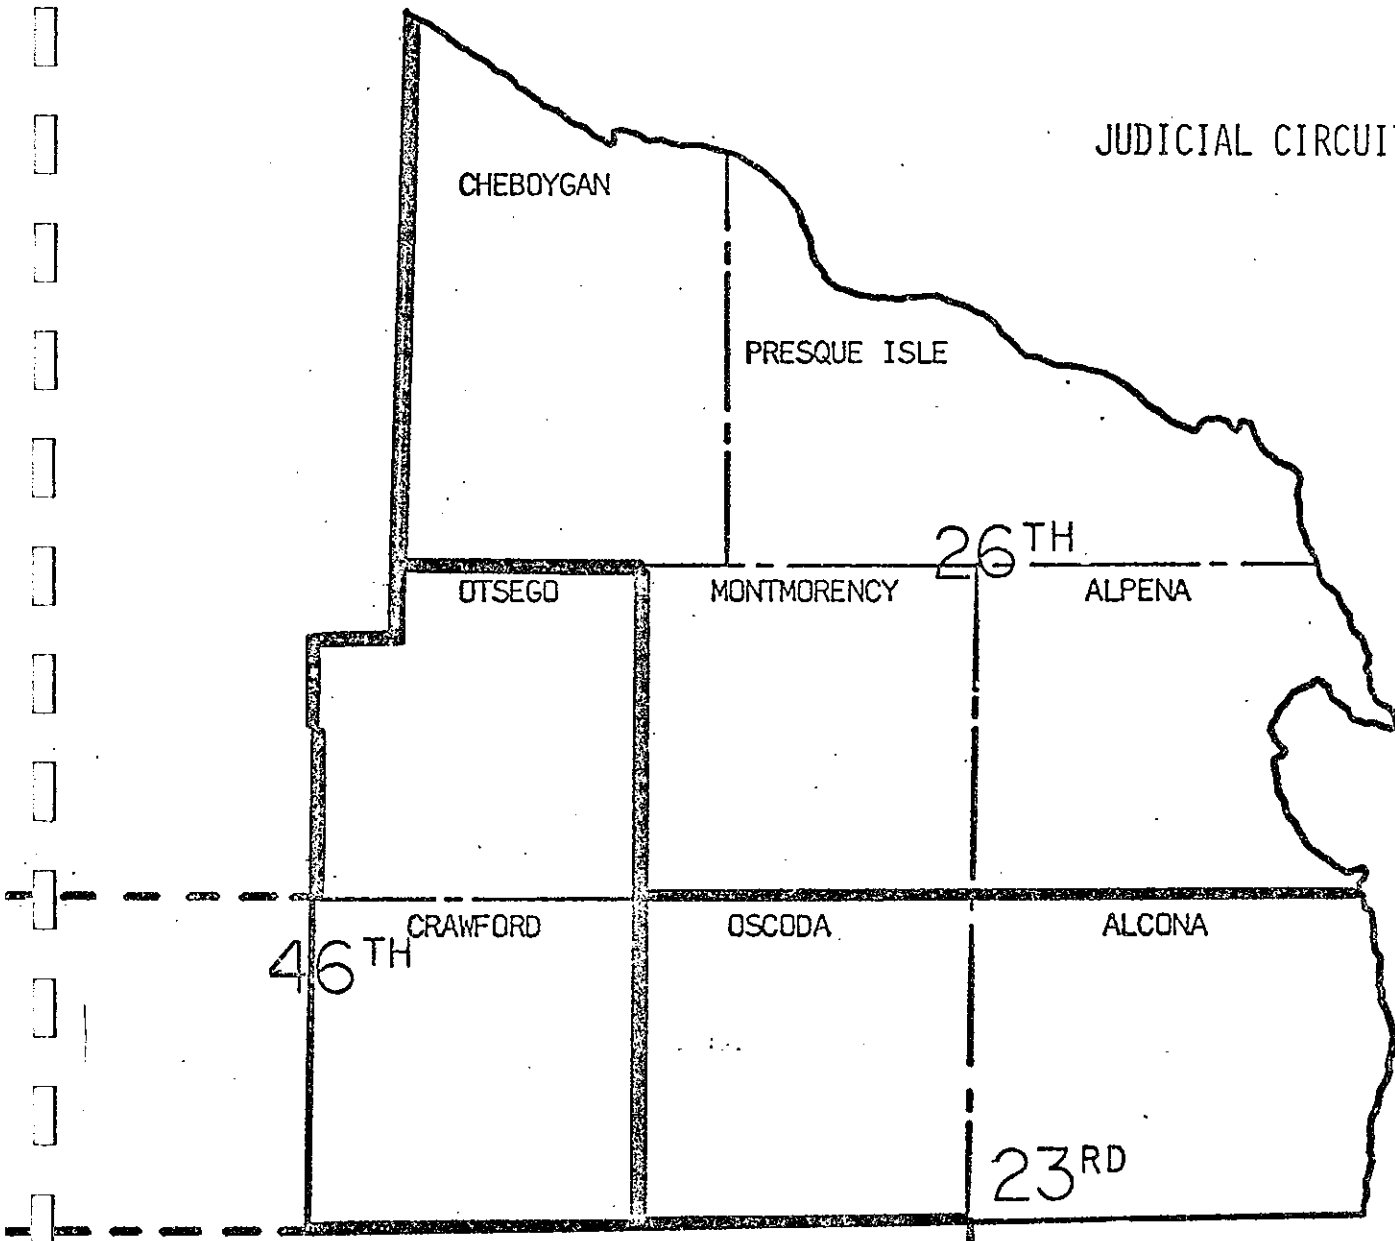 JUDICIAL CIRCUI
CHEBOYGAN
PRESQUE ISLE
26TH
OTSEGO
MONTMORENCY
ALPENA
CRAWFORD
OSCODA
ALCONA
46TH
23RD